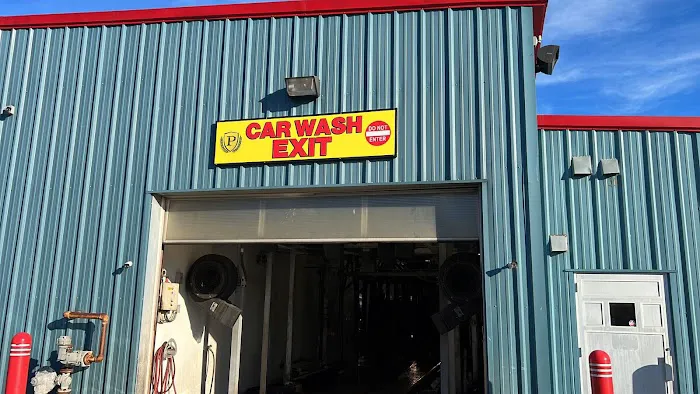 P
CAR WASH
EXIT
DO NOT
ENTER